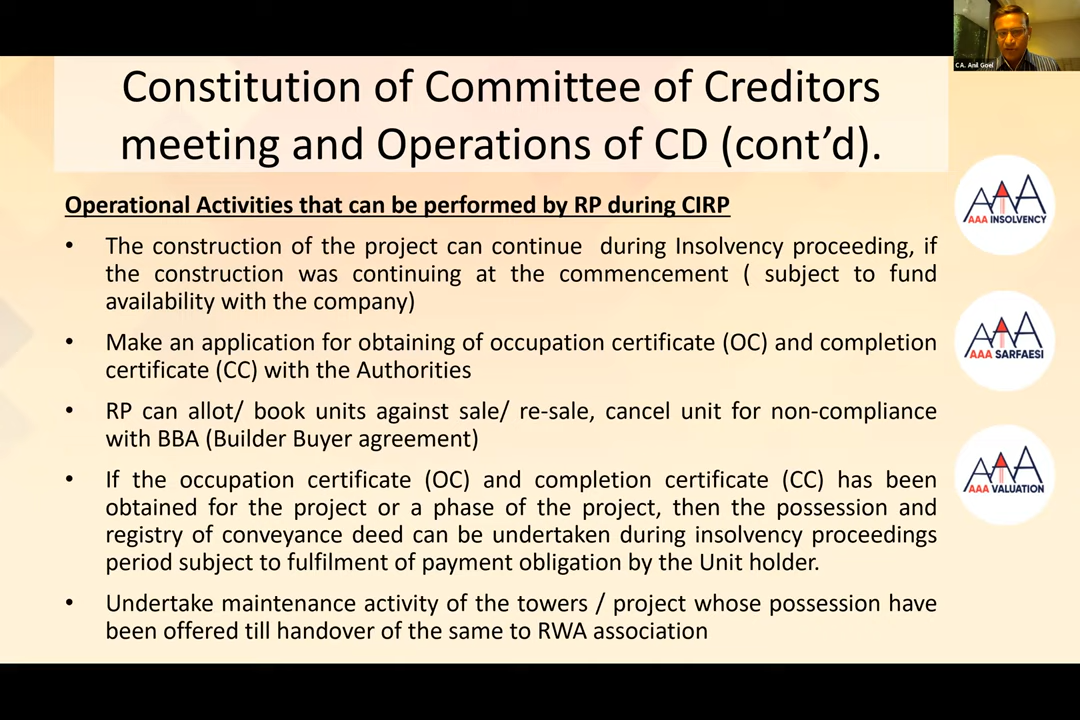 CA. Anil Goel
Constitution of Committee of Creditors
meeting and Operations of CD (cont’d).
Operational Activities that can be performed by RP during CIRP
• The construction of the project can continue during Insolvency proceeding, if
the construction was continuing at the commencement ( subject to fund
availability with the company)
• Make an application for obtaining of occupation certificate (OC) and completion
certificate (CC) with the Authorities
• RP can allot/ book units against sale/ re-sale, cancel unit for non-compliance
with BBA (Builder Buyer agreement)
• If the occupation certificate (OC) and completion certificate (CC) has been
obtained for the project or a phase of the project, then the possession and
registry of conveyance deed can be undertaken during insolvency proceedings
period subject to fulfilment of payment obligation by the Unit holder.
• Undertake maintenance activity of the towers / project whose possession have
been offered till handover of the same to RWA association
AAA
AAA INSOLVENCY
AAA
AAA SARFAESI
AAA
AAA VALUATION